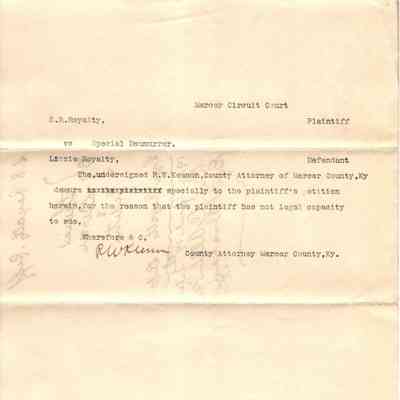 Mercer Circuit Court
S.R.Royalty, Plaintiff
vs Special Demurrer.
Lizzie Royalty, Defendant
The,undersigned R.W.Keenon,County Attorney of Mercer County,Ky
demurs specially to the plaintiff's petition
herein,for the reason that the plaintiff has not legal capacity
to sue.
Wherefore & C,
R W Keenon
County Attorney Mercer County,Ky.